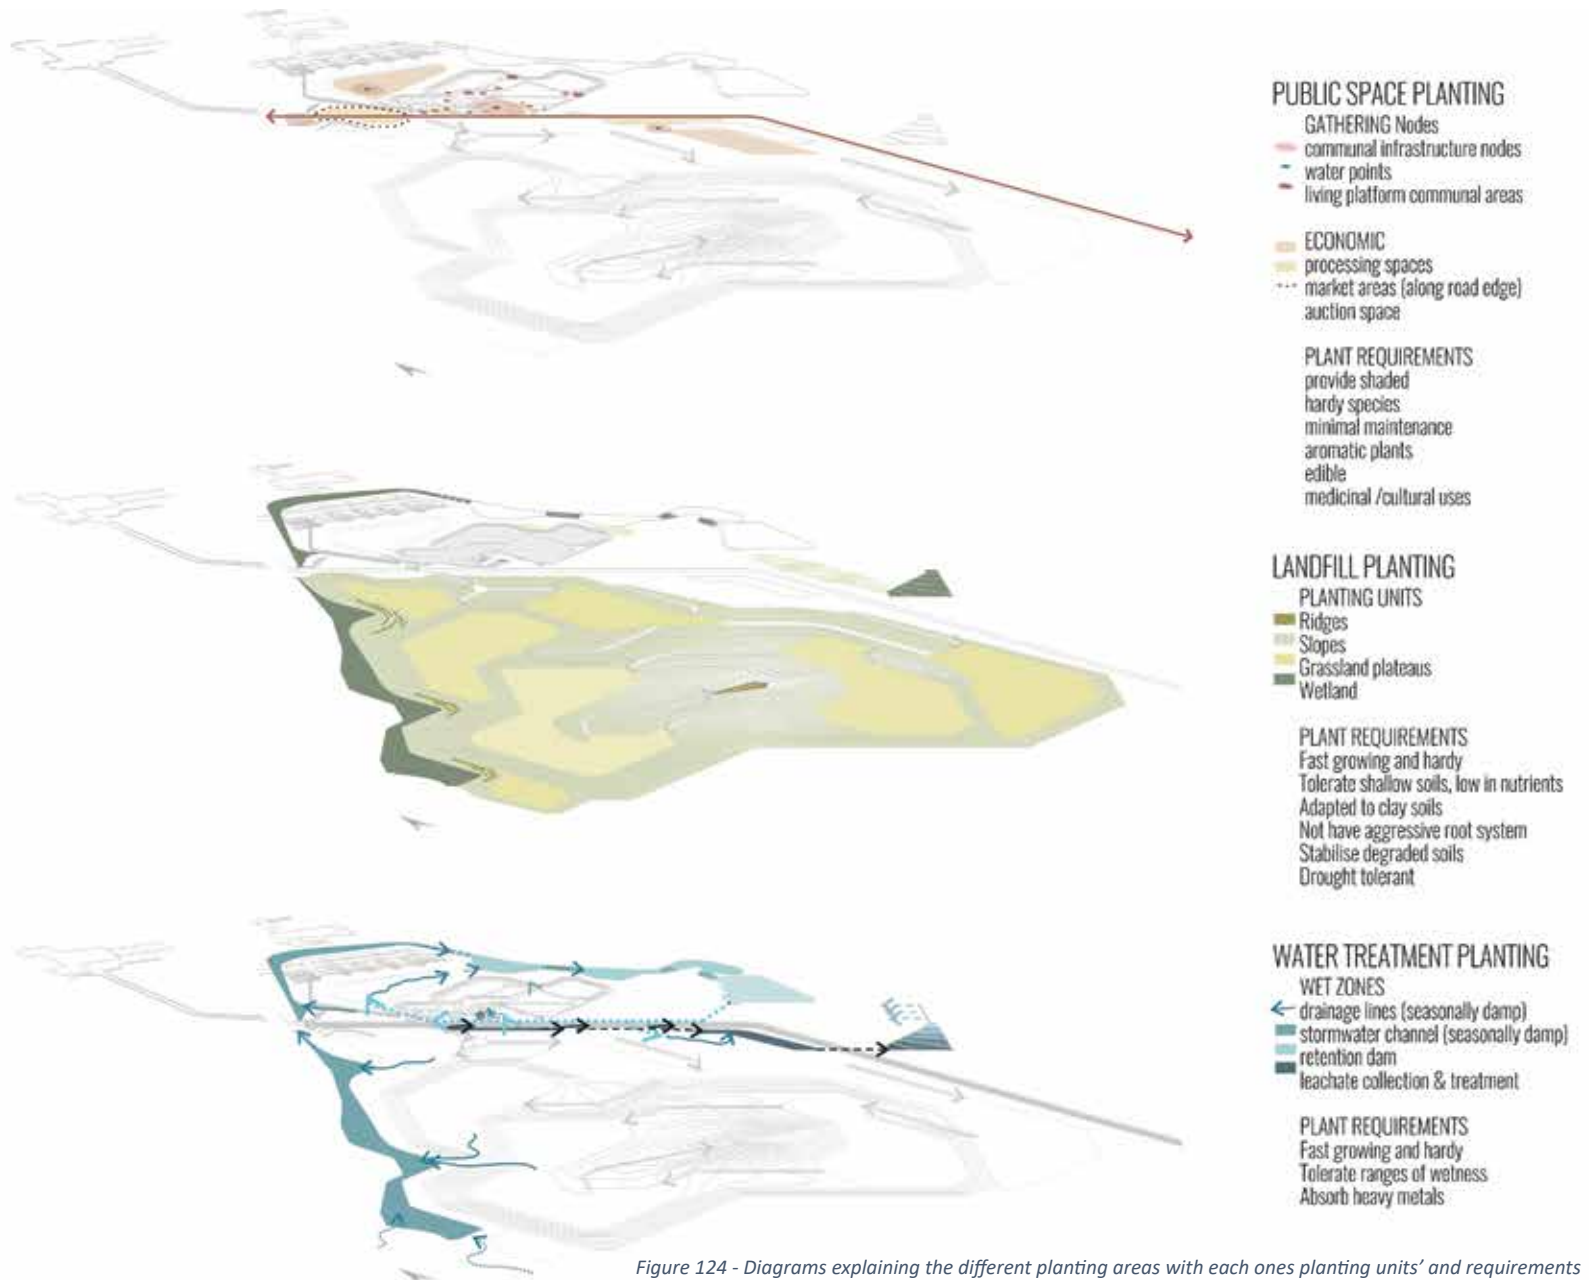 PUBLIC SPACE PLANTING
GATHERING Nodes
communal infrastructure nodes
water points
living platform communal areas
ECONOMIC
processing spaces
market areas (along road edge)
auction space
PLANT REQUIREMENTS
provide shaded
hardy species
minimal maintenance
aromatic plants
edible
medicinal /cultural uses
LANDFILL PLANTING
PLANTING UNITS
Ridges
Slopes
Grassland plateaus
Wetland
PLANT REQUIREMENTS
Fast growing and hardy
Tolerate shallow soils, low in nutrients
Adapted to clay soils
Not have aggressive root system
Stabilise degraded soils
Drought tolerant
WATER TREATMENT PLANTING
WET ZONES
drainage lines (seasonally damp)
stormwater channel (seasonally damp)
retention dam
leachate collection & treatment
PLANT REQUIREMENTS
Fast growing and hardy
Tolerate ranges of wetness
Absorb heavy metals
Figure 124 - Diagrams explaining the different planting areas with each ones planting units' and requirements